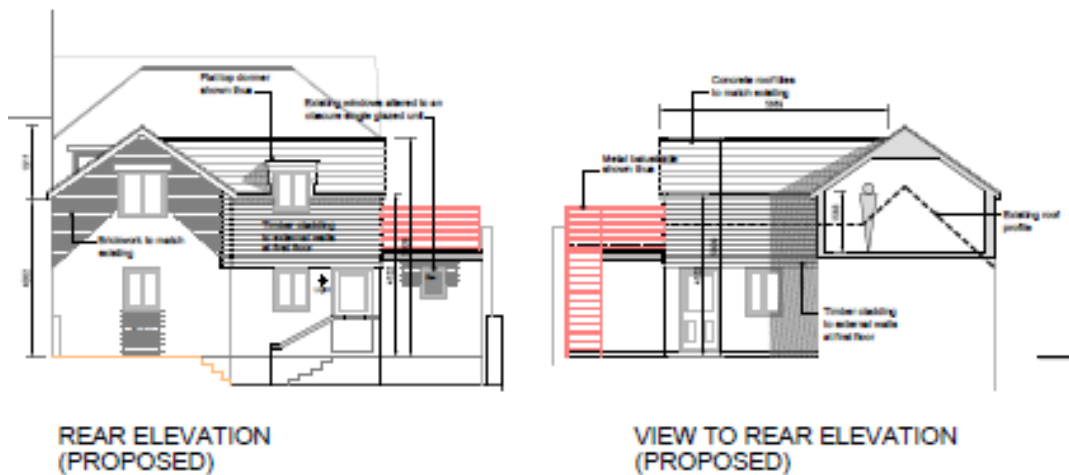 Flat top dormer
shown thus
Existing windows altered to an
obscure single glazed unit
Timber cladding
to external walls
at first floor
Brickwork to match
existing
REAR ELEVATION
(PROPOSED)
Concrete roof tiles
to match existing
Metal balustrade
shown thus
Existing roof
profile
Timber cladding
to external walls
at first floor
VIEW TO REAR ELEVATION
(PROPOSED)